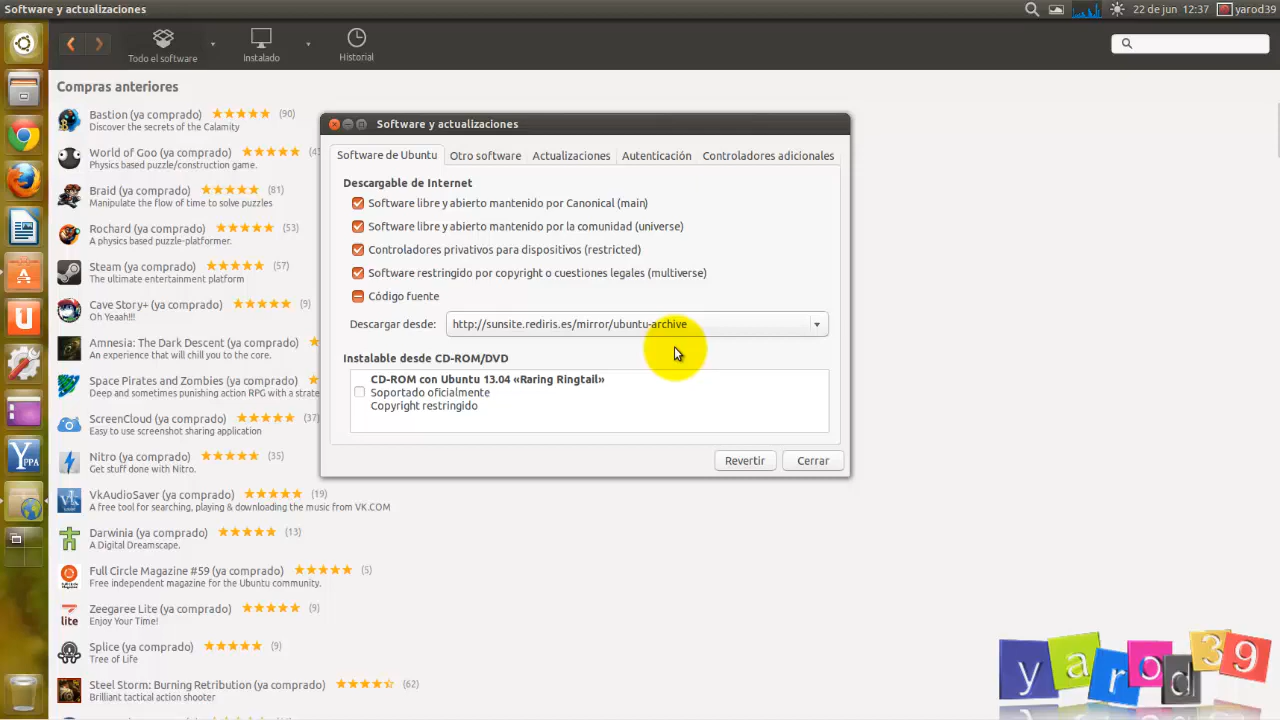 Software y actualizaciones
22 de jun 12:37 yarod39
Todo el software
Instalado
Historial
Compras anteriores
Bastion (ya comprado) (90)
Discover the secrets of the Calamity
World of Goo (ya comprado)
Physics based puzzle/construction game.
Braid (ya comprado) (81)
Manipulate the flow of time to solve puzzles
Rochard (ya comprado) (53)
A physics based puzzle-platformer.
Steam (ya comprado) (57)
The ultimate entertainment platform
Cave Story+ (ya comprado) (9)
Oh Yeaah!!!
Amnesia: The Dark Descent (ya comprado)
An experience that will chill you to the core.
Space Pirates and Zombies (ya comprado)
Deep and sometimes punishing action RPG with a strate
ScreenCloud (ya comprado) (37)
Easy to use screenshot sharing application
Nitro (ya comprado) (35)
Get stuff done with Nitro.
VkAudioSaver (ya comprado) (19)
A free tool for searching, playing & downloading the music from VK.COM
Darwinia (ya comprado) (13)
A Digital Dreamscape.
Full Circle Magazine #59 (ya comprado) (5)
Free independent magazine for the Ubuntu community.
Zeegaree Lite (ya comprado) (9)
Enjoy Your Time!
lite
Splice (ya comprado) (9)
Tree of Life
Steel Storm: Burning Retribution (ya comprado) (62)
Brilliant tactical action shooter
Software y actualizaciones
Software de Ubuntu
Otro software
Actualizaciones
Autenticación
Controladores adicionales
Descargable de Internet
Software libre y abierto mantenido por Canonical (main)
Software libre y abierto mantenido por la comunidad (universe)
Controladores privativos para dispositivos (restricted)
Software restringido por copyright o cuestiones legales (multiverse)
Código fuente
Descargar desde: http://sunsite.rediris.es/mirror/ubuntu-archive
Instalable desde CD-ROM/DVD
CD-ROM con Ubuntu 13.04 «Raring Ringtail»
Soportado oficialmente
Copyright restringido
Revertir
Cerrar
yarod39